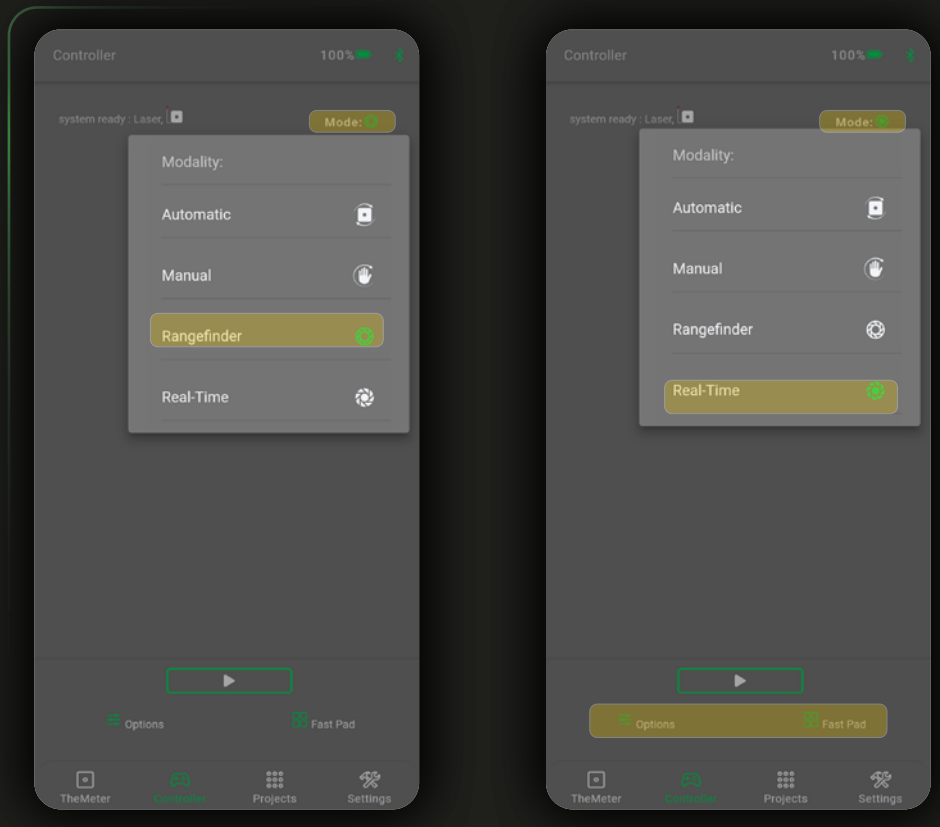 Controller 100%
system ready : Laser,
Mode:
Modality:
Automatic
Manual
Rangefinder
Real-Time
Options Fast Pad
TheMeter Controller Projects Settings
Controller 100%
system ready : Laser,
Mode:
Modality:
Automatic
Manual
Rangefinder
Real-Time
Options Fast Pad
TheMeter Controller Projects Settings